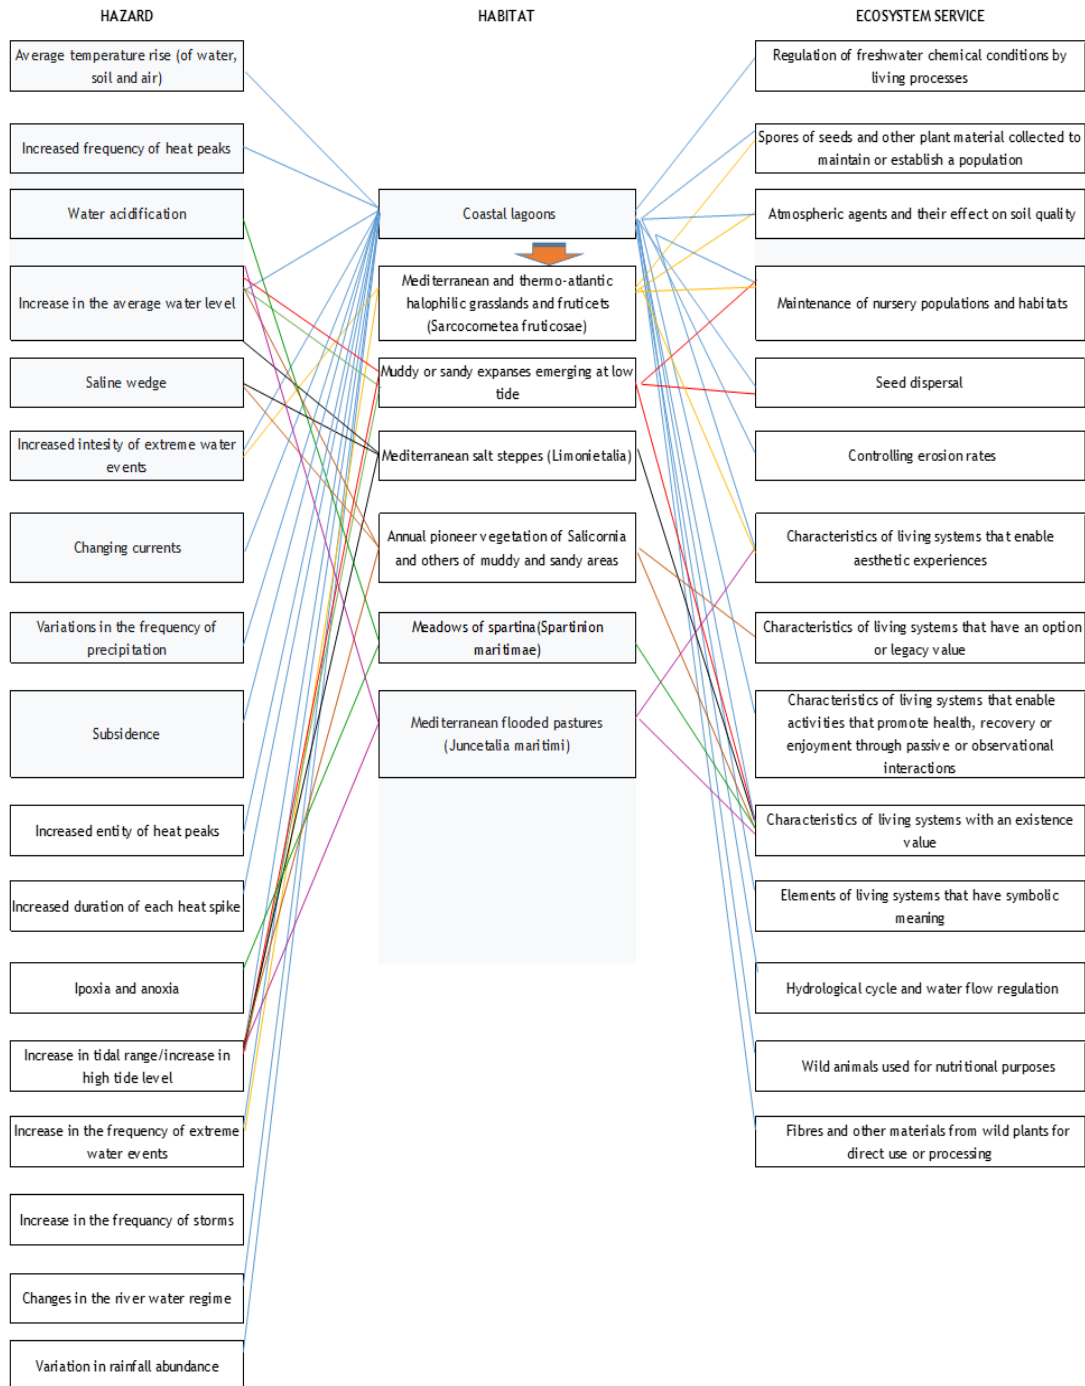 HAZARD
HABITAT
ECOSYSTEM SERVICE
Average temperature rise (of water,
soil and air)
Increased frequency of heat peaks
Water acidification
Increase in the average water level
Saline wedge
Increased intesity of extreme water
events
Changing currents
Variations in the frequency of
precipitation
Subsidence
Increased entity of heat peaks
Increased duration of each heat spike
Ipoxia and anoxia
Increase in tidal range/increase in
high tide level
Increase in the frequency of extreme
water events
Increase in the frequancy of storms
Changes in the river water regime
Variation in rainfall abundance
Coastal lagoons
Mediterranean and thermo-atlantic
halophilic grasslands and fruticets
(Sarcocornetea fruticosae)
Muddy or sandy expanses emerging at low
tide
Mediterranean salt steppes (Limonietalia)
Annual pioneer vegetation of Salicornia
and others of muddy and sandy areas
Meadows of spartina(Spartinion
maritimae)
Mediterranean flooded pastures
(Juncetalia maritimi)
Regulation of freshwater chemical conditions by
living processes
Spores of seeds and other plant material collected to
maintain or establish a population
Atmospheric agents and their effect on soil quality
Maintenance of nursery populations and habitats
Seed dispersal
Controlling erosion rates
Characteristics of living systems that enable
aesthetic experiences
Characteristics of living systems that have an option
or legacy value
Characteristics of living systems that enable
activities that promote health, recovery or
enjoyment through passive or observational
interactions
Characteristics of living systems with an existence
value
Elements of living systems that have symbolic
meaning
Hydrological cycle and water flow regulation
Wild animals used for nutritional purposes
Fibres and other materials from wild plants for
direct use or processing